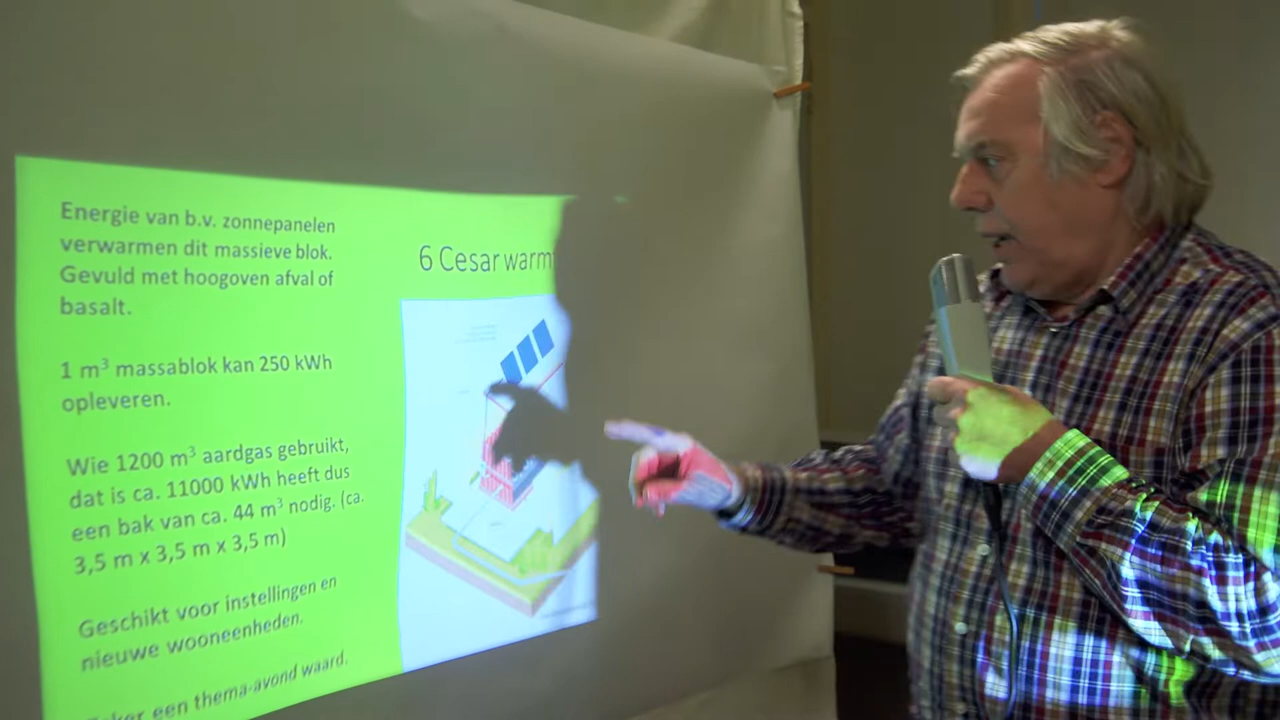 Energie van b.v. zonnepanelen
verwarmen dit massieve blok.
Gevuld met hoogoven afval of
basalt.
1 m³ massablok kan 250 kWh
opleveren.
Wie 1200 m³ aardgas gebruikt,
dat is ca. 11000 kWh heeft dus
een bak van ca. 44 m³ nodig. (ca.
3,5 m x 3,5 m x 3,5 m)
Geschikt voor instellingen en
nieuwe wooneenheden.
een thema-avond waard.
6 Cesar warm